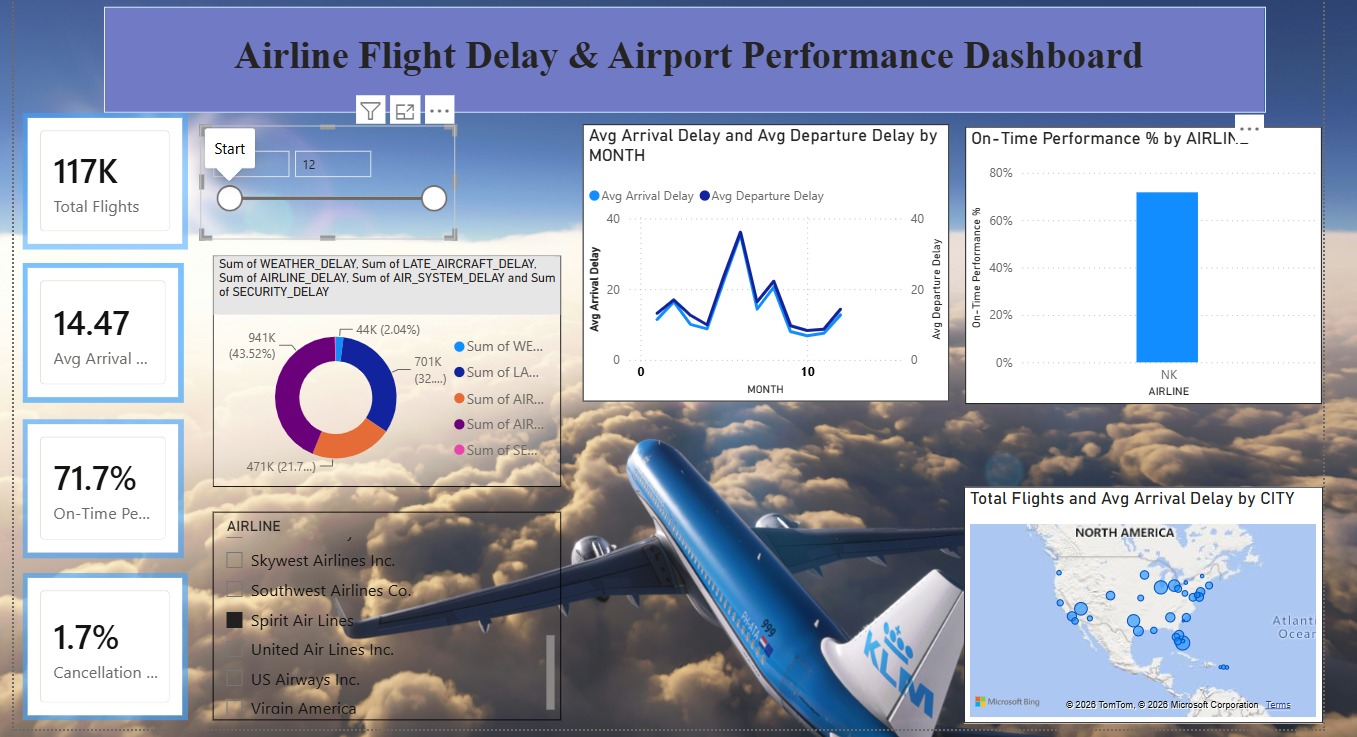 Airline Flight Delay & Airport Performance Dashboard
117K
Total Flights
14.47
Avg Arrival ...
71.7%
On-Time Pe...
1.7%
Cancellation ...
Start
12
Sum of WEATHER_DELAY, Sum of LATE_AIRCRAFT_DELAY,
Sum of AIRLINE_DELAY, Sum of AIR_SYSTEM_DELAY and Sum
of SECURITY_DELAY
44K (2.04%)
941K
(43.52%)
701K
(32....)
471K (21.7...)
Sum of WE...
Sum of LA...
Sum of AIR...
Sum of AIR...
Sum of SE...
AIRLINE
Skywest Airlines Inc.
Southwest Airlines Co.
Spirit Air Lines
United Air Lines Inc.
US Airways Inc.
Virgin America
Avg Arrival Delay and Avg Departure Delay by
MONTH
Avg Arrival Delay
Avg Departure Delay
40
20
0
Avg Arrival Delay
40
20
0
Avg Departure Delay
0
10
MONTH
On-Time Performance % by AIRLINE
80%
60%
40%
20%
0%
On-Time Performance %
NK
AIRLINE
Total Flights and Avg Arrival Delay by CITY
NORTH AMERICA
Atlanti
Ocean
Microsoft Bing
© 2026 TomTom, © 2026 Microsoft Corporation
Terms
999
KLM